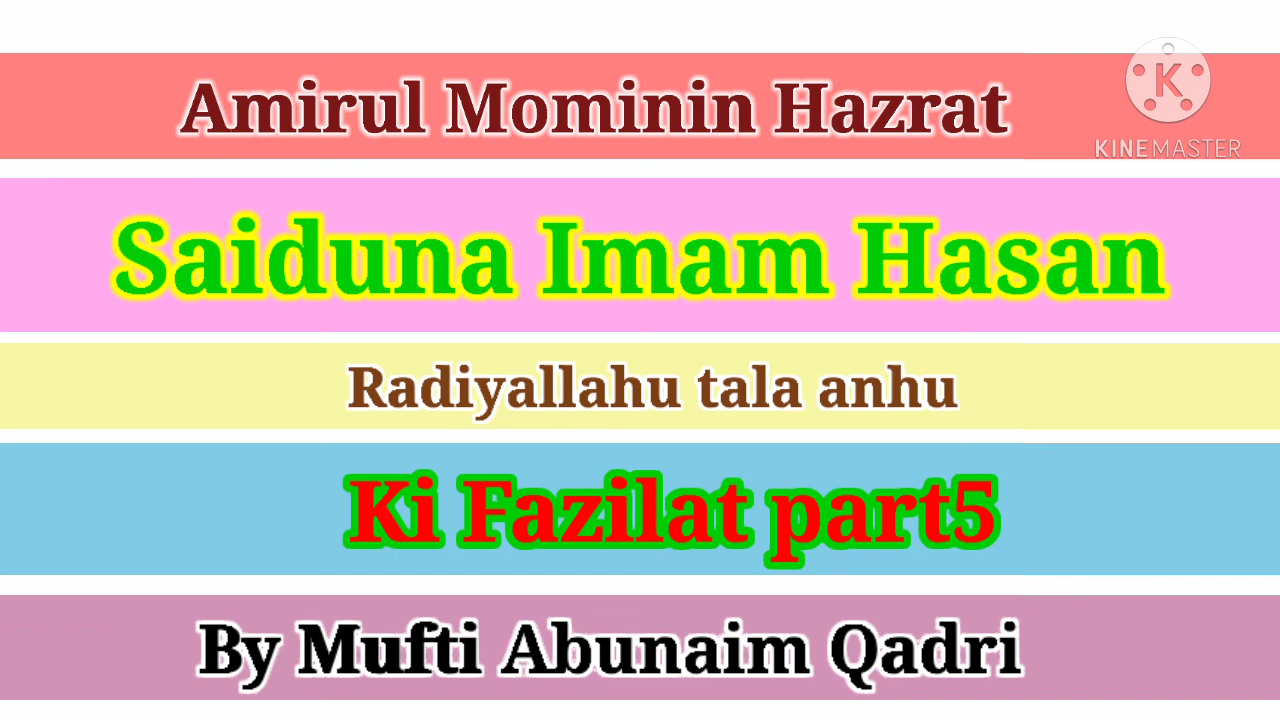 Amirul Mominin Hazrat
K
KINEMASTER
Saiduna Imam Hasan
Radiyallahu tala anhu
Ki Fazilat part5
By Mufti Abunaim Qadri